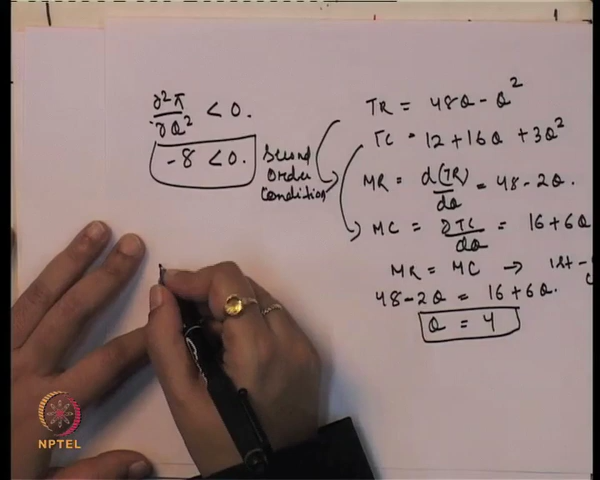 ∂²π/∂Q² < 0.
-8 < 0.
Second
Order
Condition
TR = 48Q - Q²
TC = 12 + 16Q + 3Q²
MR = d(TR)/dQ = 48 - 2Q.
MC = ∂TC/dQ = 16 + 6Q
MR = MC → 1st -
48 - 2Q = 16 + 6Q.
Q = 4
NPTEL